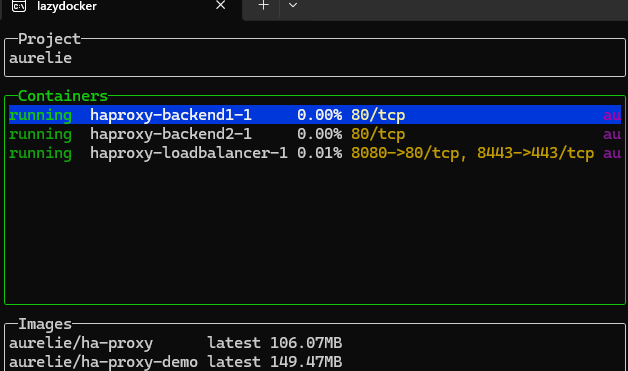 lazydocker
Project
aurelie
Containers
running haproxy-backend1-1 0.00% 80/tcp au
running haproxy-backend2-1 0.00% 80/tcp au
running haproxy-loadbalancer-1 0.01% 8080->80/tcp, 8443->443/tcp au
Images
aurelie/ha-proxy latest 106.07MB
aurelie/ha-proxy-demo latest 149.47MB